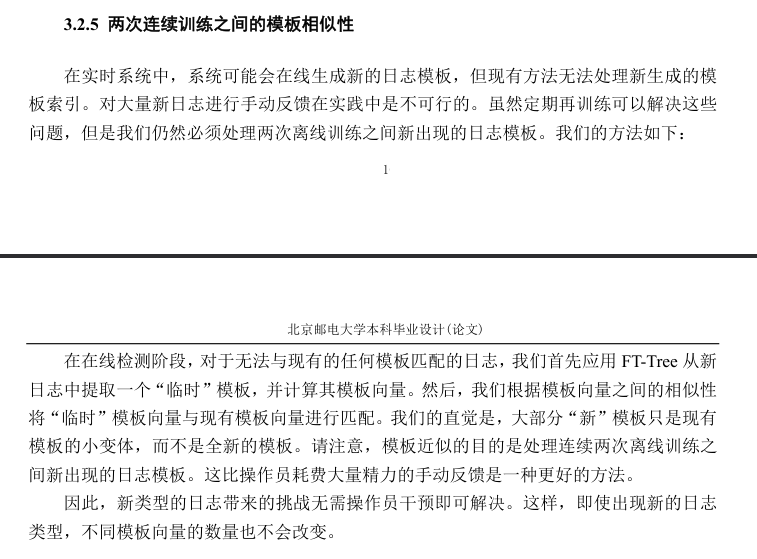 3.2.5 两次连续训练之间的模板相似性
在实时系统中，系统可能会在线生成新的日志模板，但现有方法无法处理新生成的模
板索引。对大量新日志进行手动反馈在实践中是不可行的。虽然定期再训练可以解决这些
问题，但是我们仍然必须处理两次离线训练之间新出现的日志模板。我们的方法如下：
1
北京邮电大学本科毕业设计(论文)
在在线检测阶段，对于无法与现有的任何模板匹配的日志，我们首先应用 FT-Tree 从新
日志中提取一个“临时”模板，并计算其模板向量。然后，我们根据模板向量之间的相似性
将“临时”模板向量与现有模板向量进行匹配。我们的直觉是，大部分“新”模板只是现有
模板的小变体，而不是全新的模板。请注意，模板近似的目的是处理连续两次离线训练之
间新出现的日志模板。这比操作员耗费大量精力的手动反馈是一种更好的方法。
因此，新类型的日志带来的挑战无需操作员干预即可解决。这样，即使出现新的日志
类型，不同模板向量的数量也不会改变。